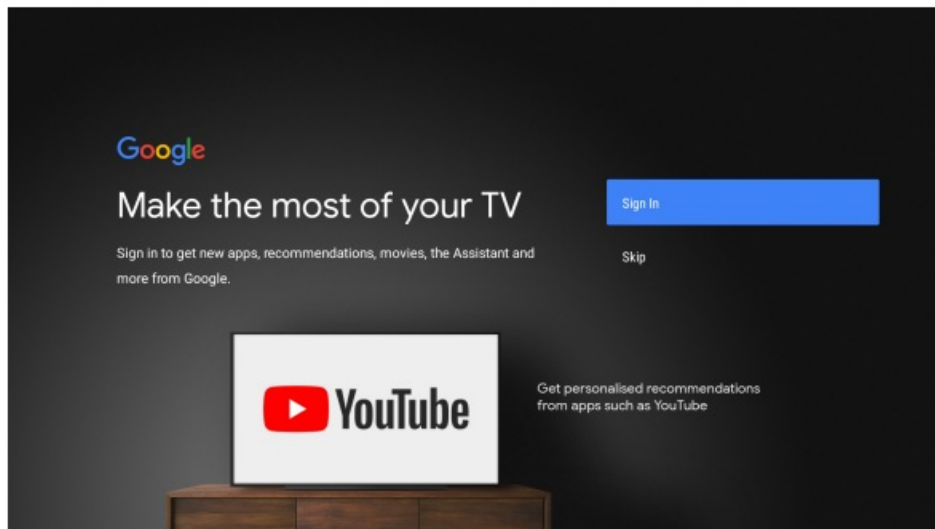 Google
Make the most of your TV
Sign in to get new apps, recommendations, movies, the Assistant and
more from Google.
Sign In
Skip
YouTube
Get personalised recommendations
from apps such as YouTube